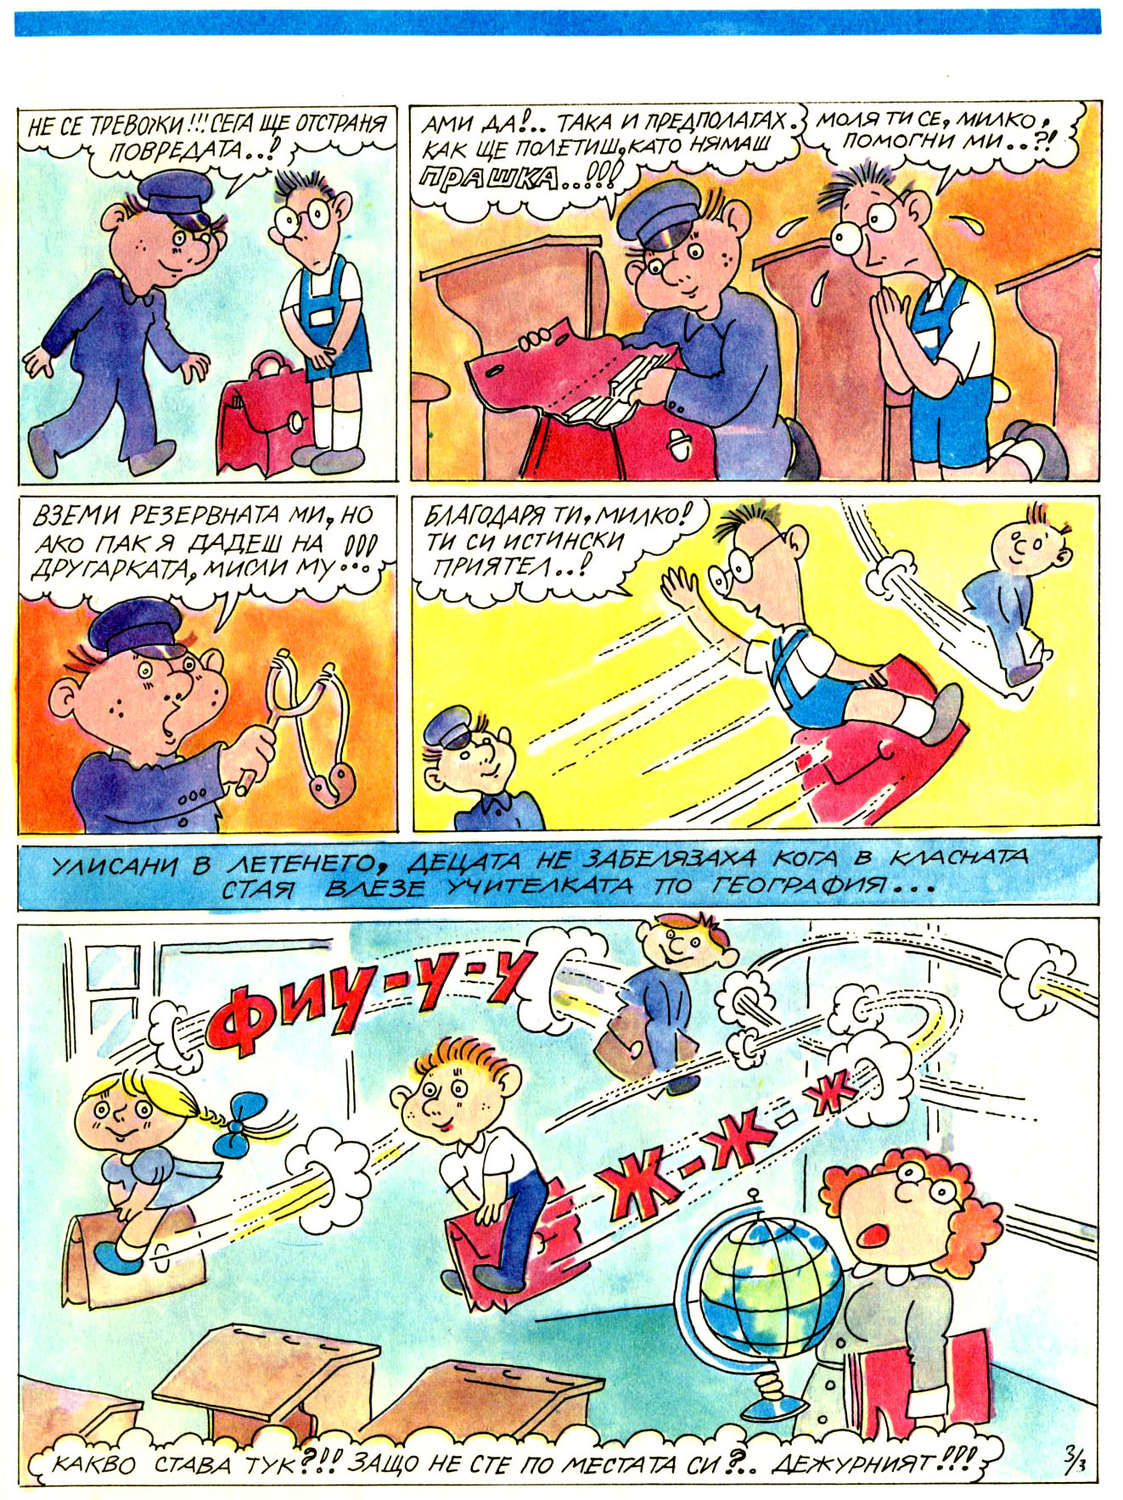 НЕ СЕ ТРЕВОЖИ!!! СЕГА ЩЕ ОТСТРАНЯ
ПОВРЕДАТА..!
АМИ ДА!.. ТАКА И ПРЕДПОЛАГАХ.
КАК ЩЕ ПОЛЕТИШ, КАТО НЯМАШ
ПРАШКА...!!!
МОЛЯ ТИ СЕ, МИЛКО,
ПОМОГНИ МИ..?!
ВЗЕМИ РЕЗЕРВНАТА МИ, НО
АКО ПАК Я ДАДЕШ НА
ДРУГАРКАТА, МИСЛИ МУ...!!!
БЛАГОДАРЯ ТИ, МИЛКО!
ТИ СИ ИСТИНСКИ
ПРИЯТЕЛ..!
УЛИСАНИ В ЛЕТЕНЕТО, ДЕЦАТА НЕ ЗАБЕЛЯЗАХА КОГА В КЛАСНАТА
СТАЯ ВЛЕЗЕ УЧИТЕЛКАТА ПО ГЕОГРАФИЯ...
ФИУ-У-У
Ж-Ж-Ж
КАКВО СТАВА ТУК?!! ЗАЩО НЕ СТЕ ПО МЕСТАТА СИ?.. ДЕЖУРНИЯТ!!!
3/3